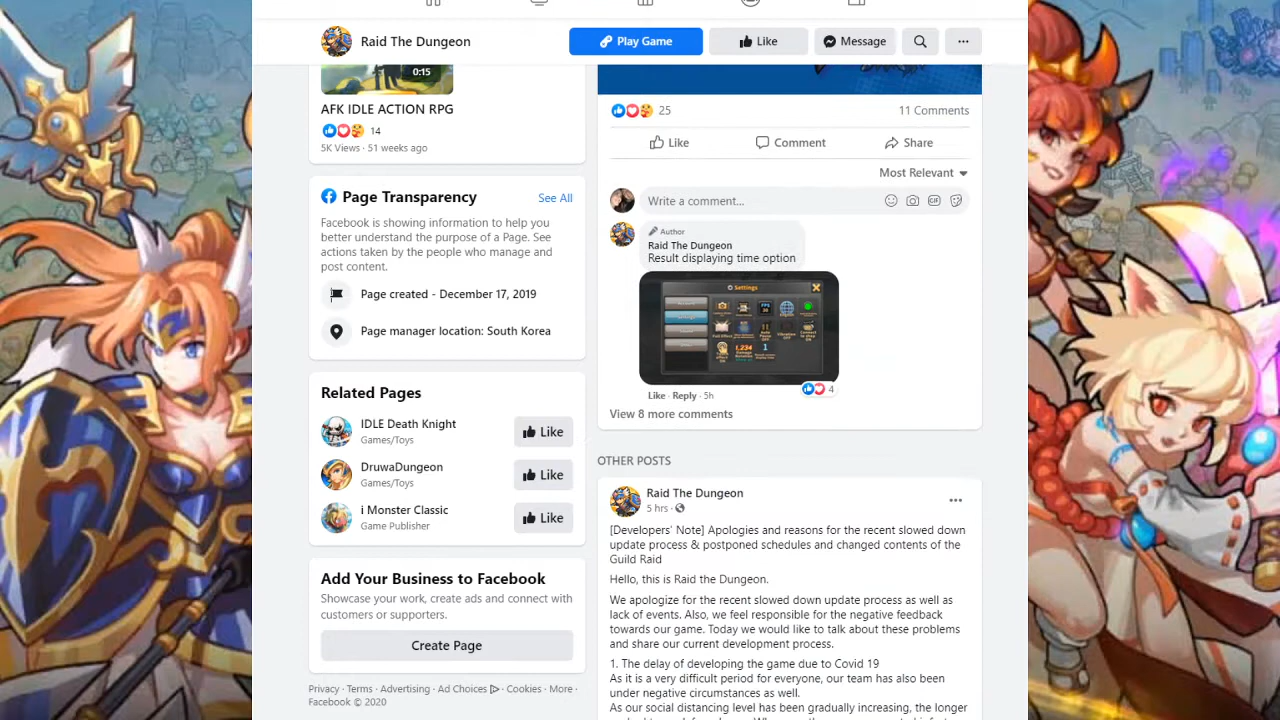 Raid The Dungeon
Play Game
Like
Message
0:15
AFK IDLE ACTION RPG
14
5K Views · 51 weeks ago
Page Transparency
See All
Facebook is showing information to help you
better understand the purpose of a Page. See
actions taken by the people who manage and
post content.
Page created - December 17, 2019
Page manager location: South Korea
Related Pages
IDLE Death Knight
Games/Toys
Like
DruwaDungeon
Games/Toys
Like
i Monster Classic
Game Publisher
Like
Add Your Business to Facebook
Showcase your work, create ads and connect with
customers or supporters.
Create Page
Privacy · Terms · Advertising · Ad Choices · Cookies · More ·
Facebook © 2020
25
11 Comments
Like
Comment
Share
Most Relevant
Write a comment...
GIF
Author
Raid The Dungeon
Result displaying time option
Settings
FPS
1,234
1
4
Like · Reply · 5h
View 8 more comments
OTHER POSTS
Raid The Dungeon
5 hrs ·
[Developers' Note] Apologies and reasons for the recent slowed down
update process & postponed schedules and changed contents of the
Guild Raid
Hello, this is Raid the Dungeon.
We apologize for the recent slowed down update process as well as
lack of events. Also, we feel responsible for the negative feedback
towards our game. Today we would like to talk about these problems
and share our current development process.
1. The delay of developing the game due to Covid 19
As it is a very difficult period for everyone, our team has also been
under negative circumstances as well.
As our social distancing level has been gradually increasing, the longer